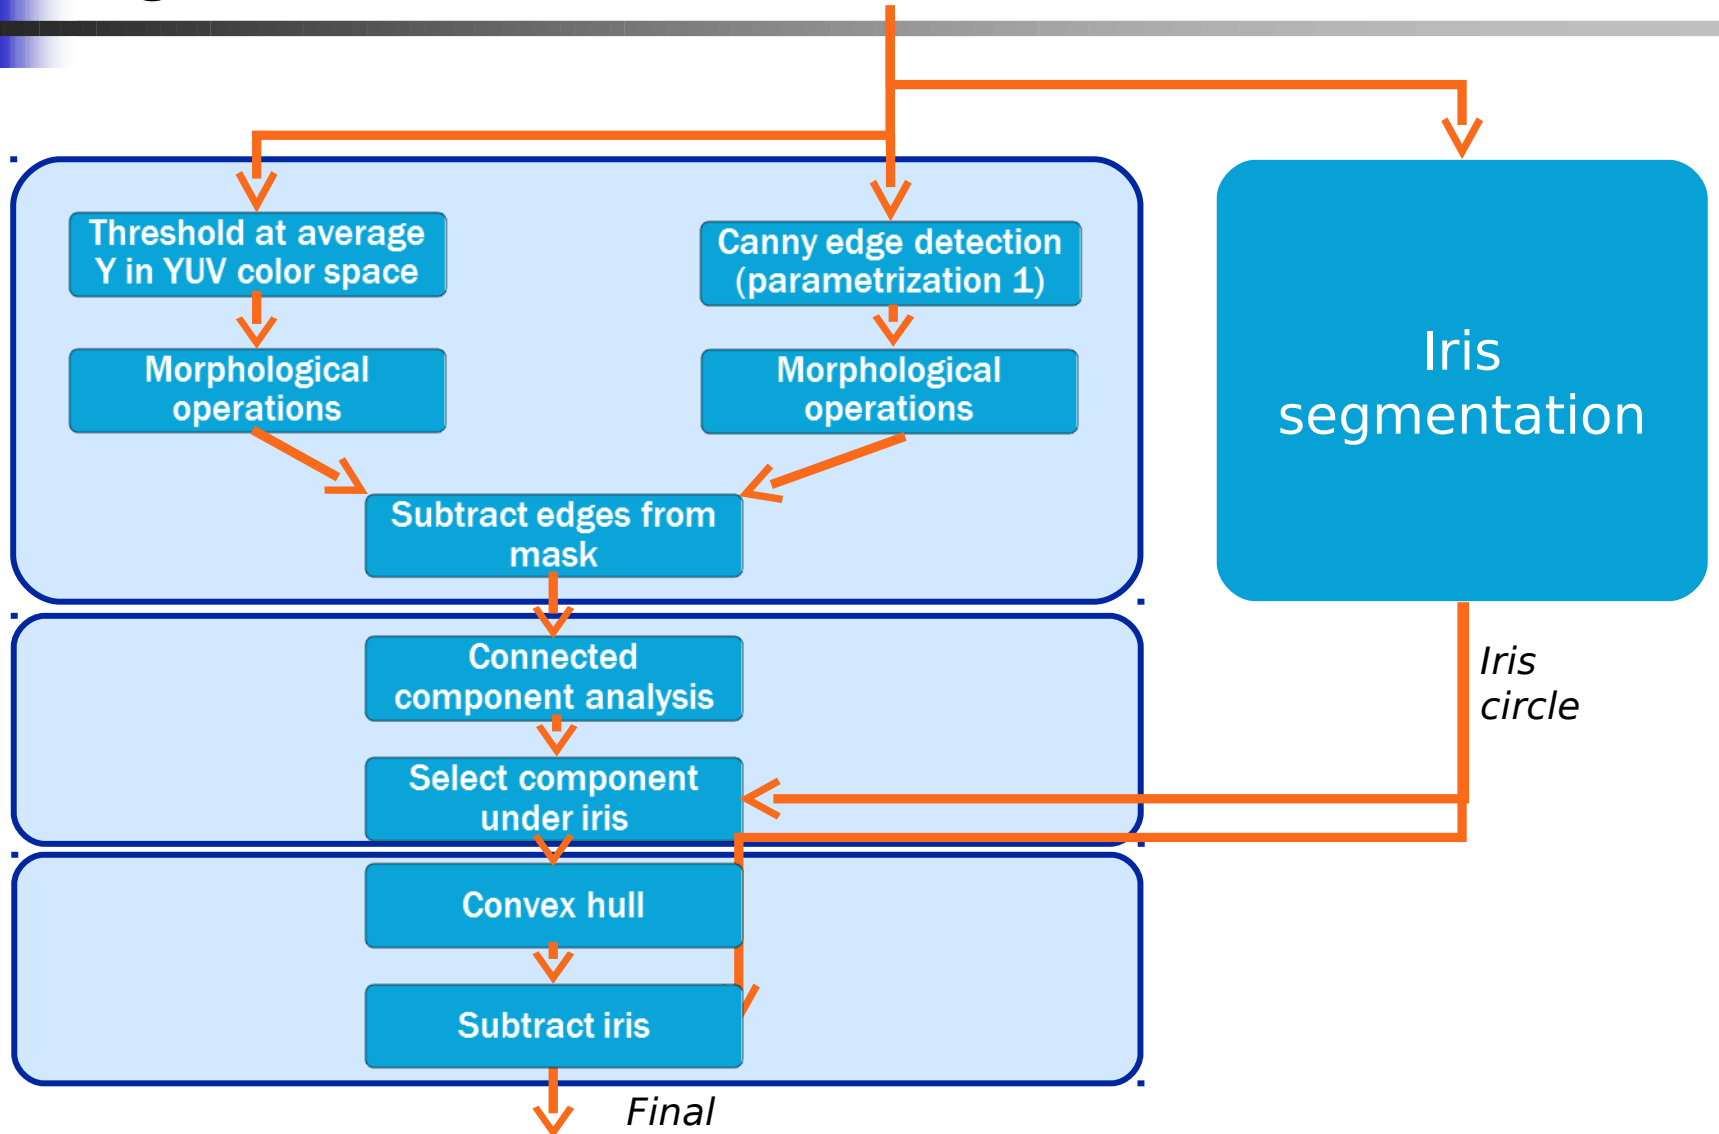 Threshold at average
Y in YUV color space
Canny edge detection
(parametrization 1)
Morphological
operations
Morphological
operations
Iris
segmentation
Subtract edges from
mask
Connected
component analysis
Iris
circle
Select component
under iris
Convex hull
Subtract iris
Final